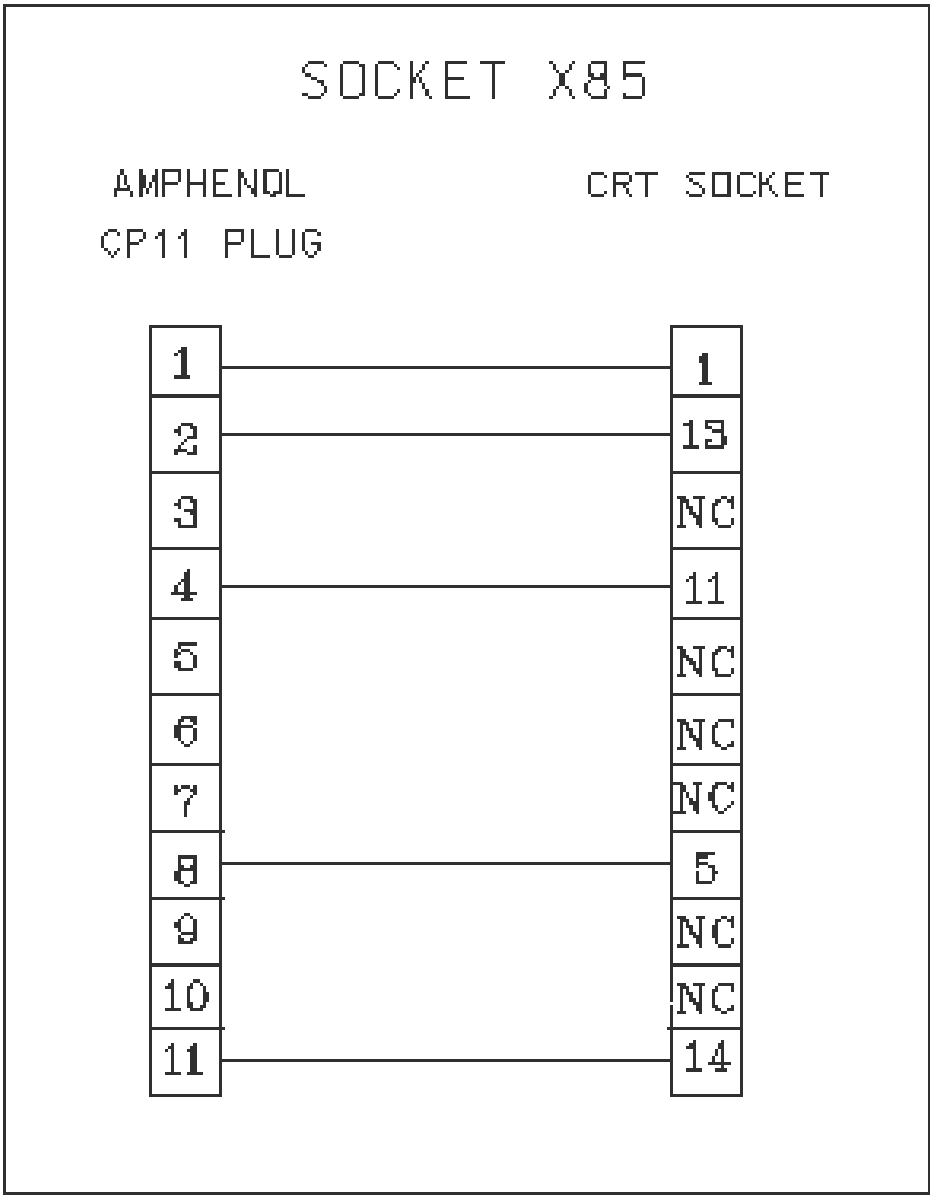 SOCKET X85
AMPHENOL CRT SOCKET
CP11 PLUG
1 1
2 13
3 NC
4 11
5 NC
6 NC
7 NC
8 5
9 NC
10 NC
11 14